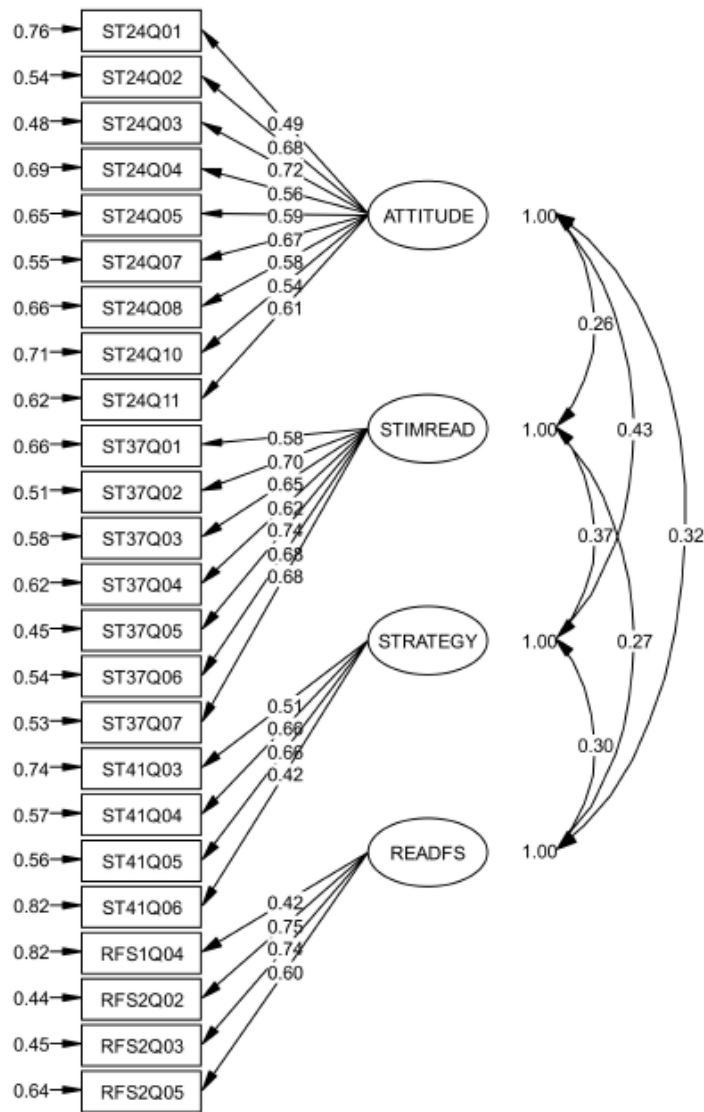 0.76 ST24Q01
0.54 ST24Q02
0.48 ST24Q03
0.69 ST24Q04
0.65 ST24Q05
0.55 ST24Q07
0.66 ST24Q08
0.71 ST24Q10
0.62 ST24Q11
0.66 ST37Q01
0.51 ST37Q02
0.58 ST37Q03
0.62 ST37Q04
0.45 ST37Q05
0.54 ST37Q06
0.53 ST37Q07
0.74 ST41Q03
0.57 ST41Q04
0.56 ST41Q05
0.82 ST41Q06
0.82 RFS1Q04
0.44 RFS2Q02
0.45 RFS2Q03
0.64 RFS2Q05
0.49
0.68
0.72
0.56
0.59
0.67
0.58
0.54
0.61
0.58
0.70
0.65
0.62
0.74
0.68
0.68
0.51
0.66
0.66
0.42
0.42
0.75
0.74
0.60
ATTITUDE 1.00
STIMREAD 1.00
STRATEGY 1.00
READFS 1.00
0.26
0.43
0.37
0.32
0.27
0.30